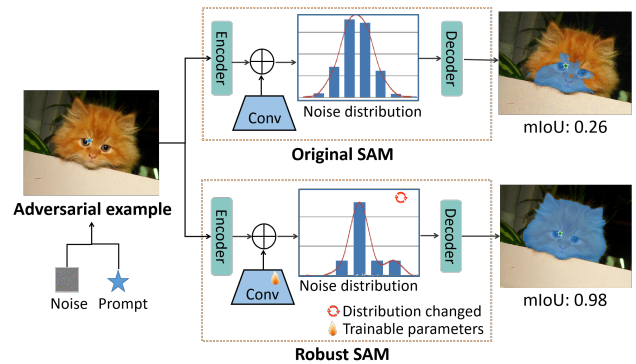 Encoder
Conv
Noise distribution
Decoder
mIoU: 0.26
Original SAM
Adversarial example
Noise
Prompt
Encoder
Conv
Noise distribution
Decoder
mIoU: 0.98
Distribution changed
Trainable parameters
Robust SAM